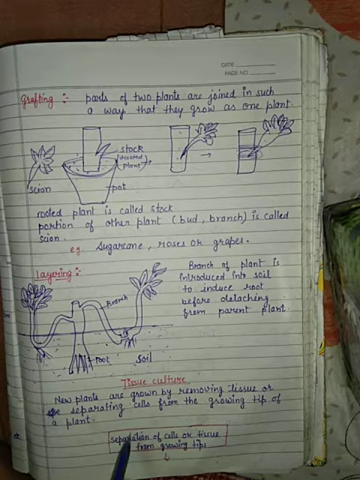 DATE
PAGE NO.
Grafting :- parts of two plants are joined in such
a way that they grow as one plant
stock
(rooted
plant)
scion
pot
rooted plant is called stock
portion of other plant (bud, branch) is called
scion.
eg. Sugarcane, roses or grapes.
Layering :-
Branch of plant is
introduced into soil
to induce root
before detaching
from parent plant.
Branch
root
soil
Tissue culture
New plants are grown by removing tissue or
separating cells from the growing tip of
a plant.
separation of cells or tissue
from growing tips